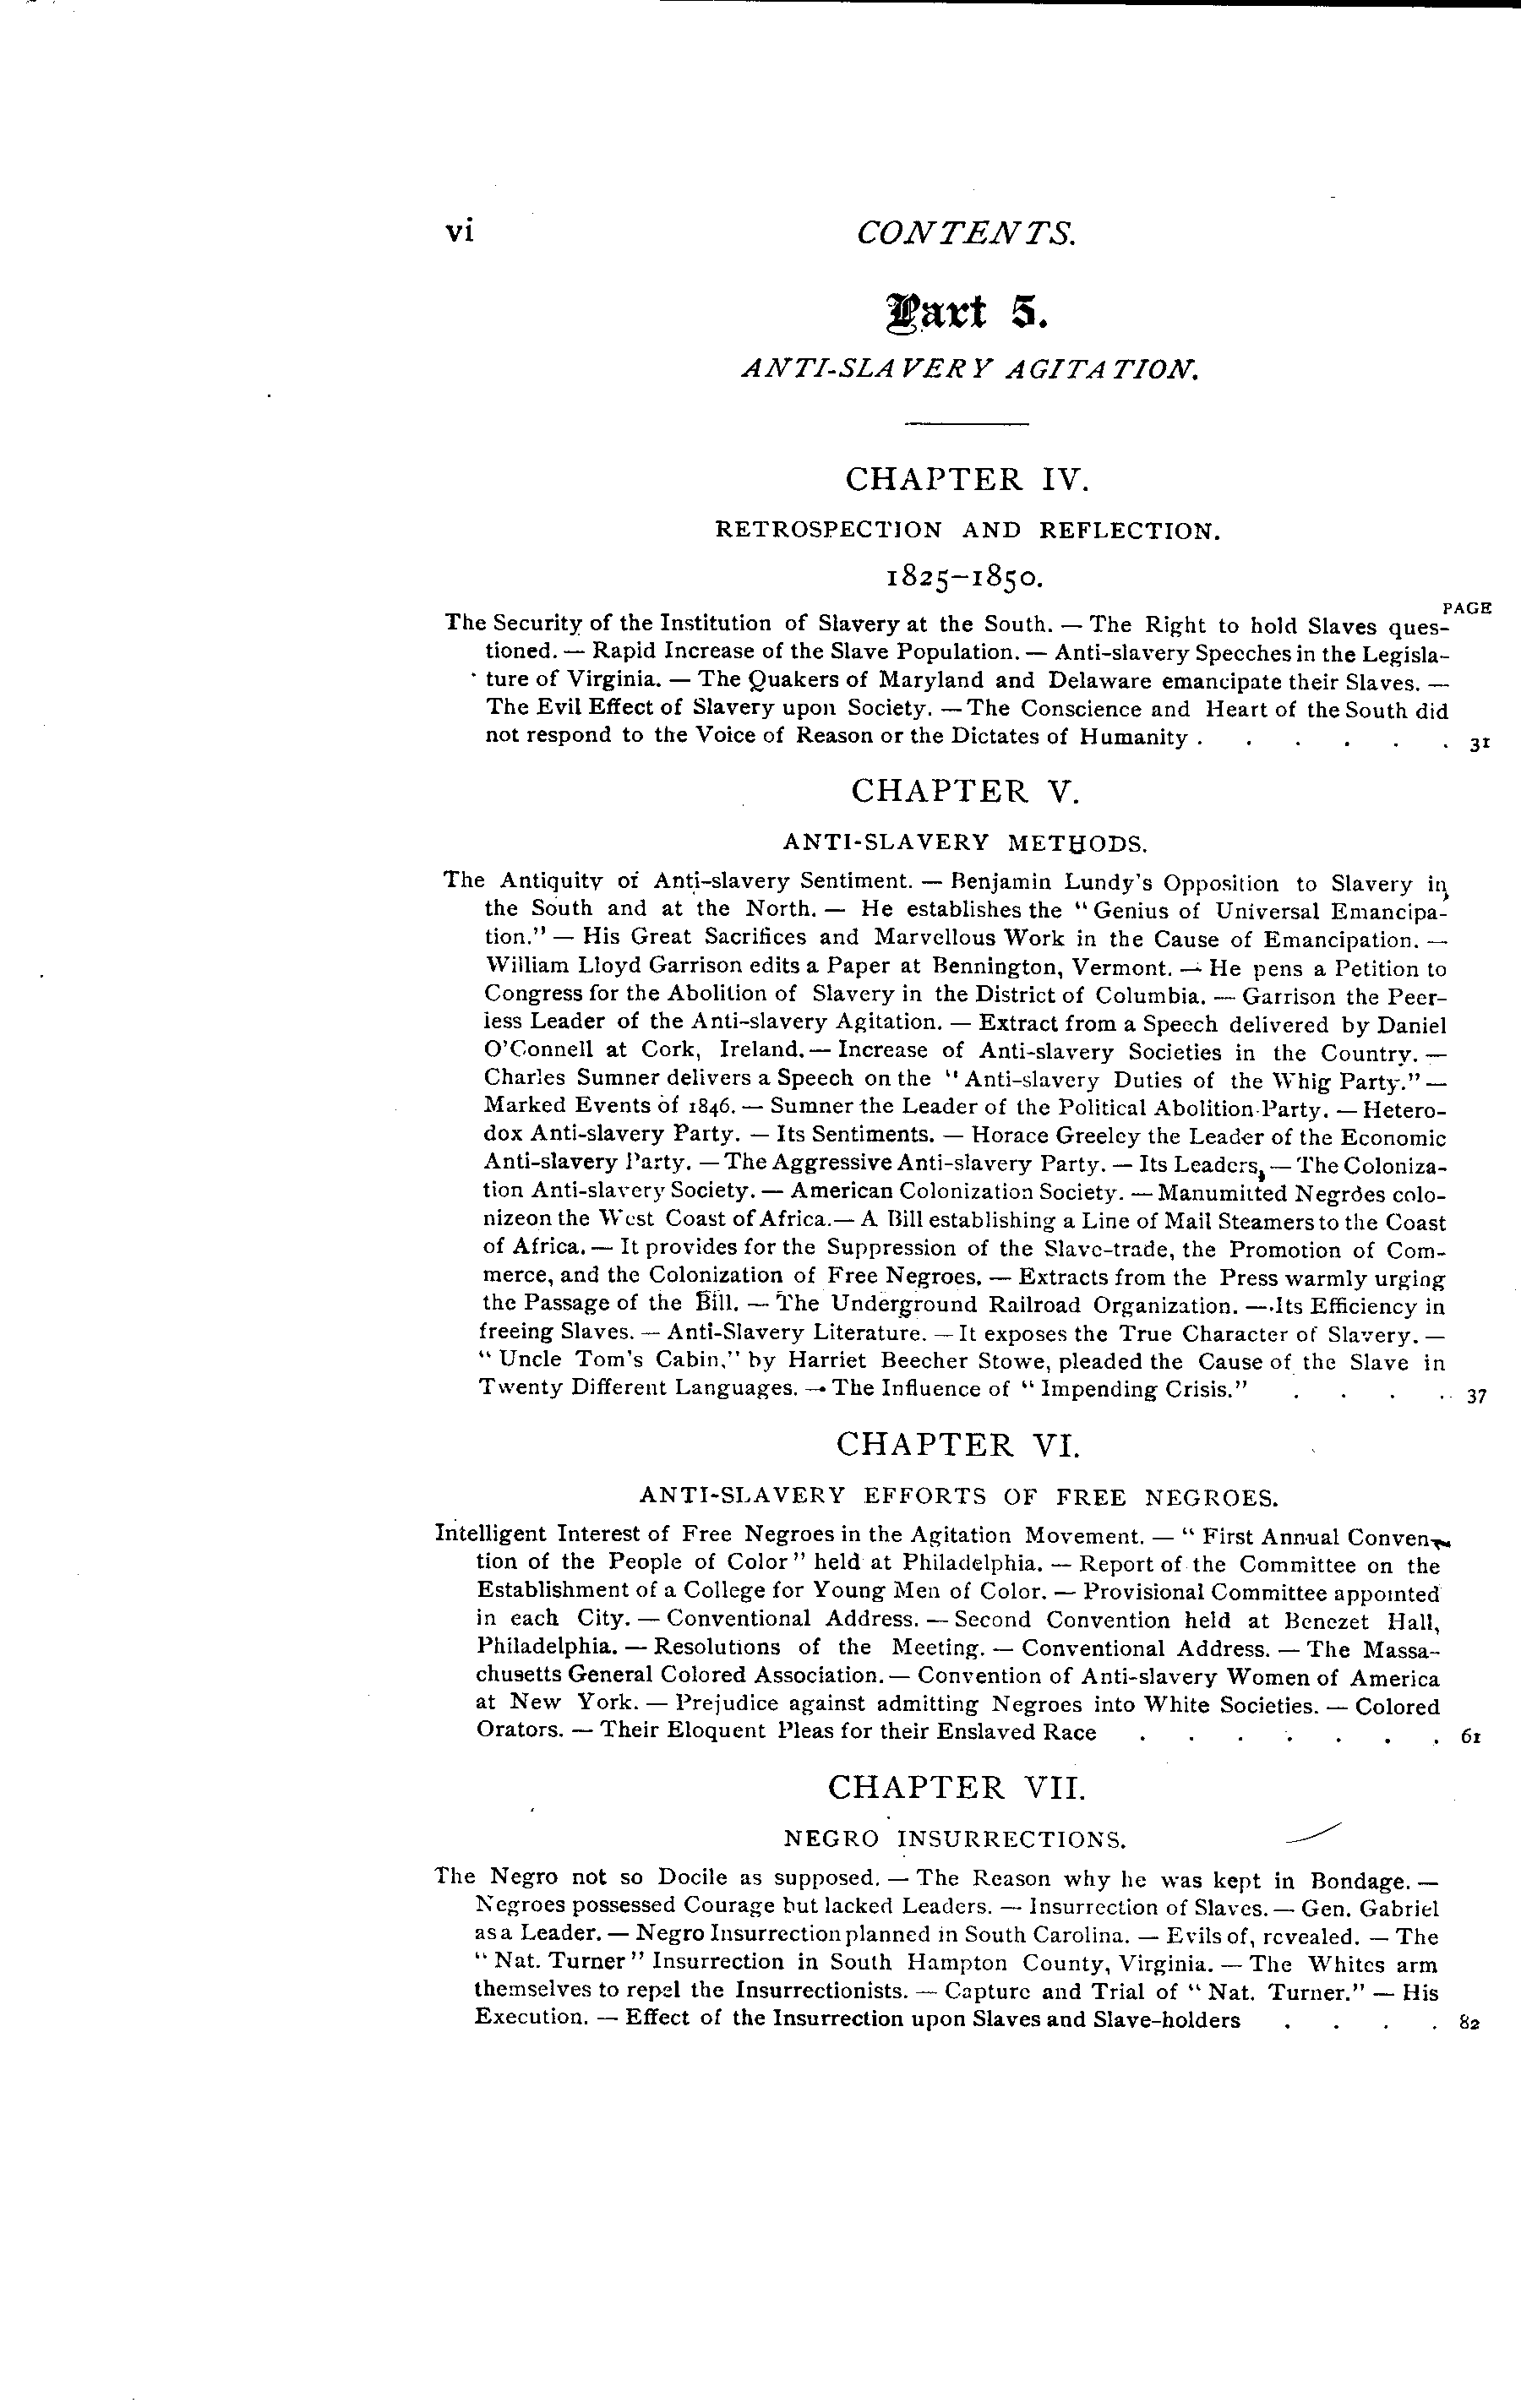 vi CONTENTS.
Part 5.
ANTI-SLAVERY AGITATION.
CHAPTER IV.
RETROSPECTION AND REFLECTION.
1825–1850.
PAGE
The Security of the Institution of Slavery at the South. — The Right to hold Slaves ques-
tioned. — Rapid Increase of the Slave Population. — Anti-slavery Speeches in the Legisla-
ture of Virginia. — The Quakers of Maryland and Delaware emancipate their Slaves. —
The Evil Effect of Slavery upon Society. — The Conscience and Heart of the South did
not respond to the Voice of Reason or the Dictates of Humanity . . . . . . 31
CHAPTER V.
ANTI-SLAVERY METHODS.
The Antiquity of Anti-slavery Sentiment. — Benjamin Lundy's Opposition to Slavery in
the South and at the North. — He establishes the "Genius of Universal Emancipa-
tion." — His Great Sacrifices and Marvellous Work in the Cause of Emancipation. —
William Lloyd Garrison edits a Paper at Bennington, Vermont. — He pens a Petition to
Congress for the Abolition of Slavery in the District of Columbia. — Garrison the Peer-
less Leader of the Anti-slavery Agitation. — Extract from a Speech delivered by Daniel
O'Connell at Cork, Ireland. — Increase of Anti-slavery Societies in the Country. —
Charles Sumner delivers a Speech on the "Anti-slavery Duties of the Whig Party." —
Marked Events of 1846. — Sumner the Leader of the Political Abolition Party. — Hetero-
dox Anti-slavery Party. — Its Sentiments. — Horace Greeley the Leader of the Economic
Anti-slavery Party. — The Aggressive Anti-slavery Party. — Its Leaders, — The Coloniza-
tion Anti-slavery Society. — American Colonization Society. — Manumitted Negroes colo-
nize on the West Coast of Africa. — A Bill establishing a Line of Mail Steamers to the Coast
of Africa. — It provides for the Suppression of the Slave-trade, the Promotion of Com-
merce, and the Colonization of Free Negroes. — Extracts from the Press warmly urging
the Passage of the Bill. — The Underground Railroad Organization. — Its Efficiency in
freeing Slaves. — Anti-Slavery Literature. — It exposes the True Character of Slavery. —
"Uncle Tom's Cabin," by Harriet Beecher Stowe, pleaded the Cause of the Slave in
Twenty Different Languages. — The Influence of "Impending Crisis." . . . . 37
CHAPTER VI.
ANTI-SLAVERY EFFORTS OF FREE NEGROES.
Intelligent Interest of Free Negroes in the Agitation Movement. — "First Annual Conven-
tion of the People of Color" held at Philadelphia. — Report of the Committee on the
Establishment of a College for Young Men of Color. — Provisional Committee appointed
in each City. — Conventional Address. — Second Convention held at Benezet Hall,
Philadelphia. — Resolutions of the Meeting. — Conventional Address. — The Massa-
chusetts General Colored Association. — Convention of Anti-slavery Women of America
at New York. — Prejudice against admitting Negroes into White Societies. — Colored
Orators. — Their Eloquent Pleas for their Enslaved Race . . . . . . . 61
CHAPTER VII.
NEGRO INSURRECTIONS.
The Negro not so Docile as supposed. — The Reason why he was kept in Bondage. —
Negroes possessed Courage but lacked Leaders. — Insurrection of Slaves. — Gen. Gabriel
as a Leader. — Negro Insurrection planned in South Carolina. — Evils of, revealed. — The
"Nat. Turner" Insurrection in South Hampton County, Virginia. — The Whites arm
themselves to repel the Insurrectionists. — Capture and Trial of "Nat. Turner." — His
Execution. — Effect of the Insurrection upon Slaves and Slave-holders . . . . 82